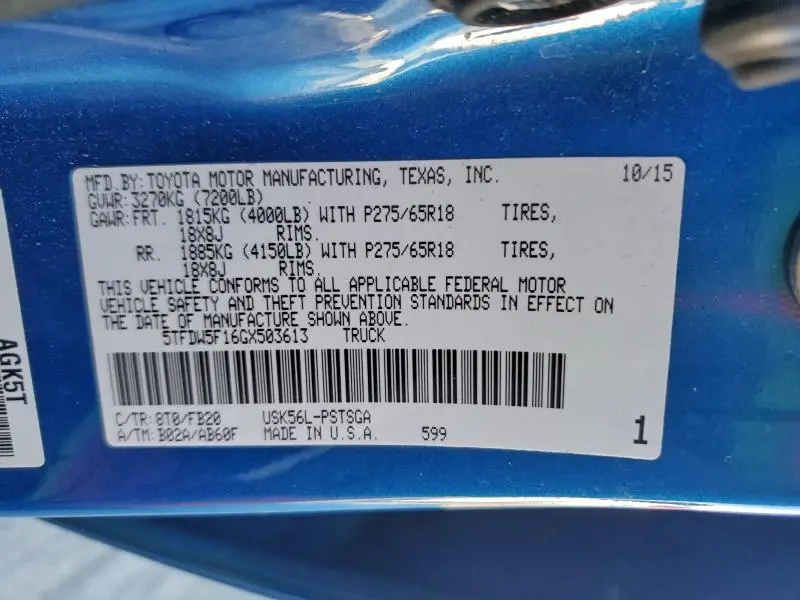 MFD.BY:TOYOTA MOTOR MANUFACTURING, TEXAS, INC. 10/15
GVWR:3270KG (7200LB)
GAWR:FRT. 1815KG (4000LB) WITH P275/65R18 TIRES,
18X8J RIMS.
RR. 1885KG (4150LB) WITH P275/65R18 TIRES,
18X8J RIMS.
THIS VEHICLE CONFORMS TO ALL APPLICABLE FEDERAL MOTOR
VEHICLE SAFETY AND THEFT PREVENTION STANDARDS IN EFFECT ON
THE DATE OF MANUFACTURE SHOWN ABOVE.
5TFDW5F16GX503613 TRUCK
C/TR:8T0/FB20 USK56L-PSTSGA
A/TM:B02A/AB60F MADE IN U.S.A. 599 1
AGK5T